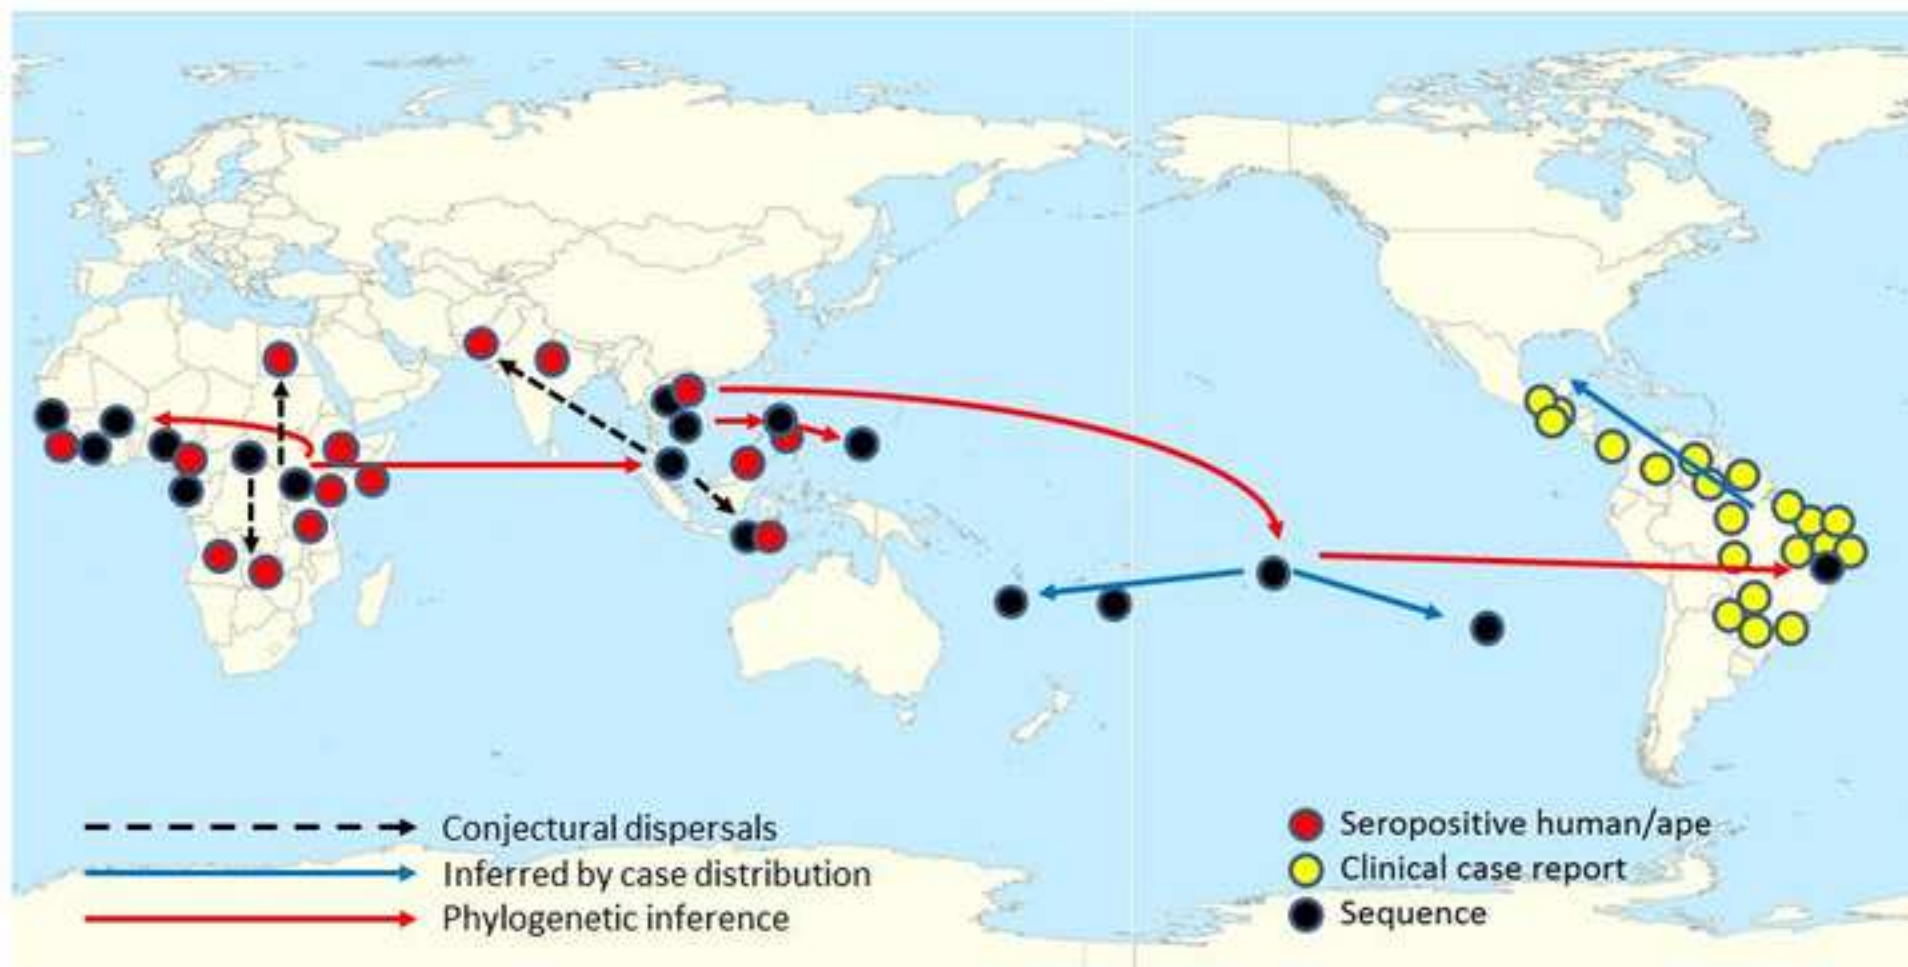 Conjectural dispersals
Inferred by case distribution
Phylogenetic inference
Seropositive human/ape
Clinical case report
Sequence